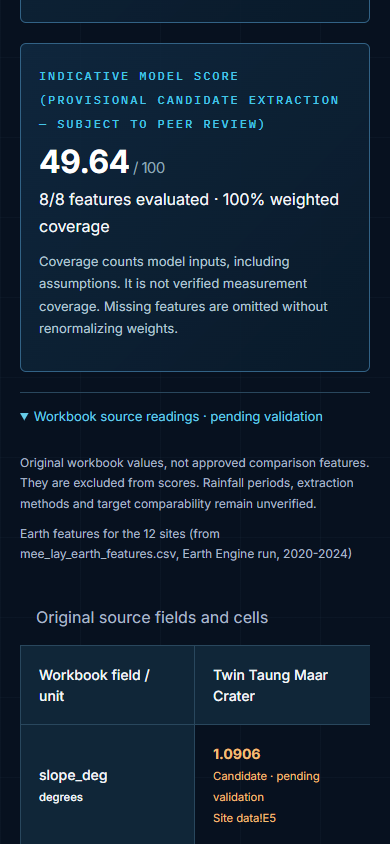 INDICATIVE MODEL SCORE
(PROVISIONAL CANDIDATE EXTRACTION
— SUBJECT TO PEER REVIEW)
49.64 / 100
8/8 features evaluated · 100% weighted
coverage
Coverage counts model inputs, including
assumptions. It is not verified measurement
coverage. Missing features are omitted without
renormalizing weights.
▼ Workbook source readings · pending validation
Original workbook values, not approved comparison features.
They are excluded from scores. Rainfall periods, extraction
methods and target comparability remain unverified.
Earth features for the 12 sites (from
mee_lay_earth_features.csv, Earth Engine run, 2020-2024)
Original source fields and cells
Workbook field /
unit
Twin Taung Maar
Crater
slope_deg
degrees
1.0906
Candidate · pending
validation
Site data!E5